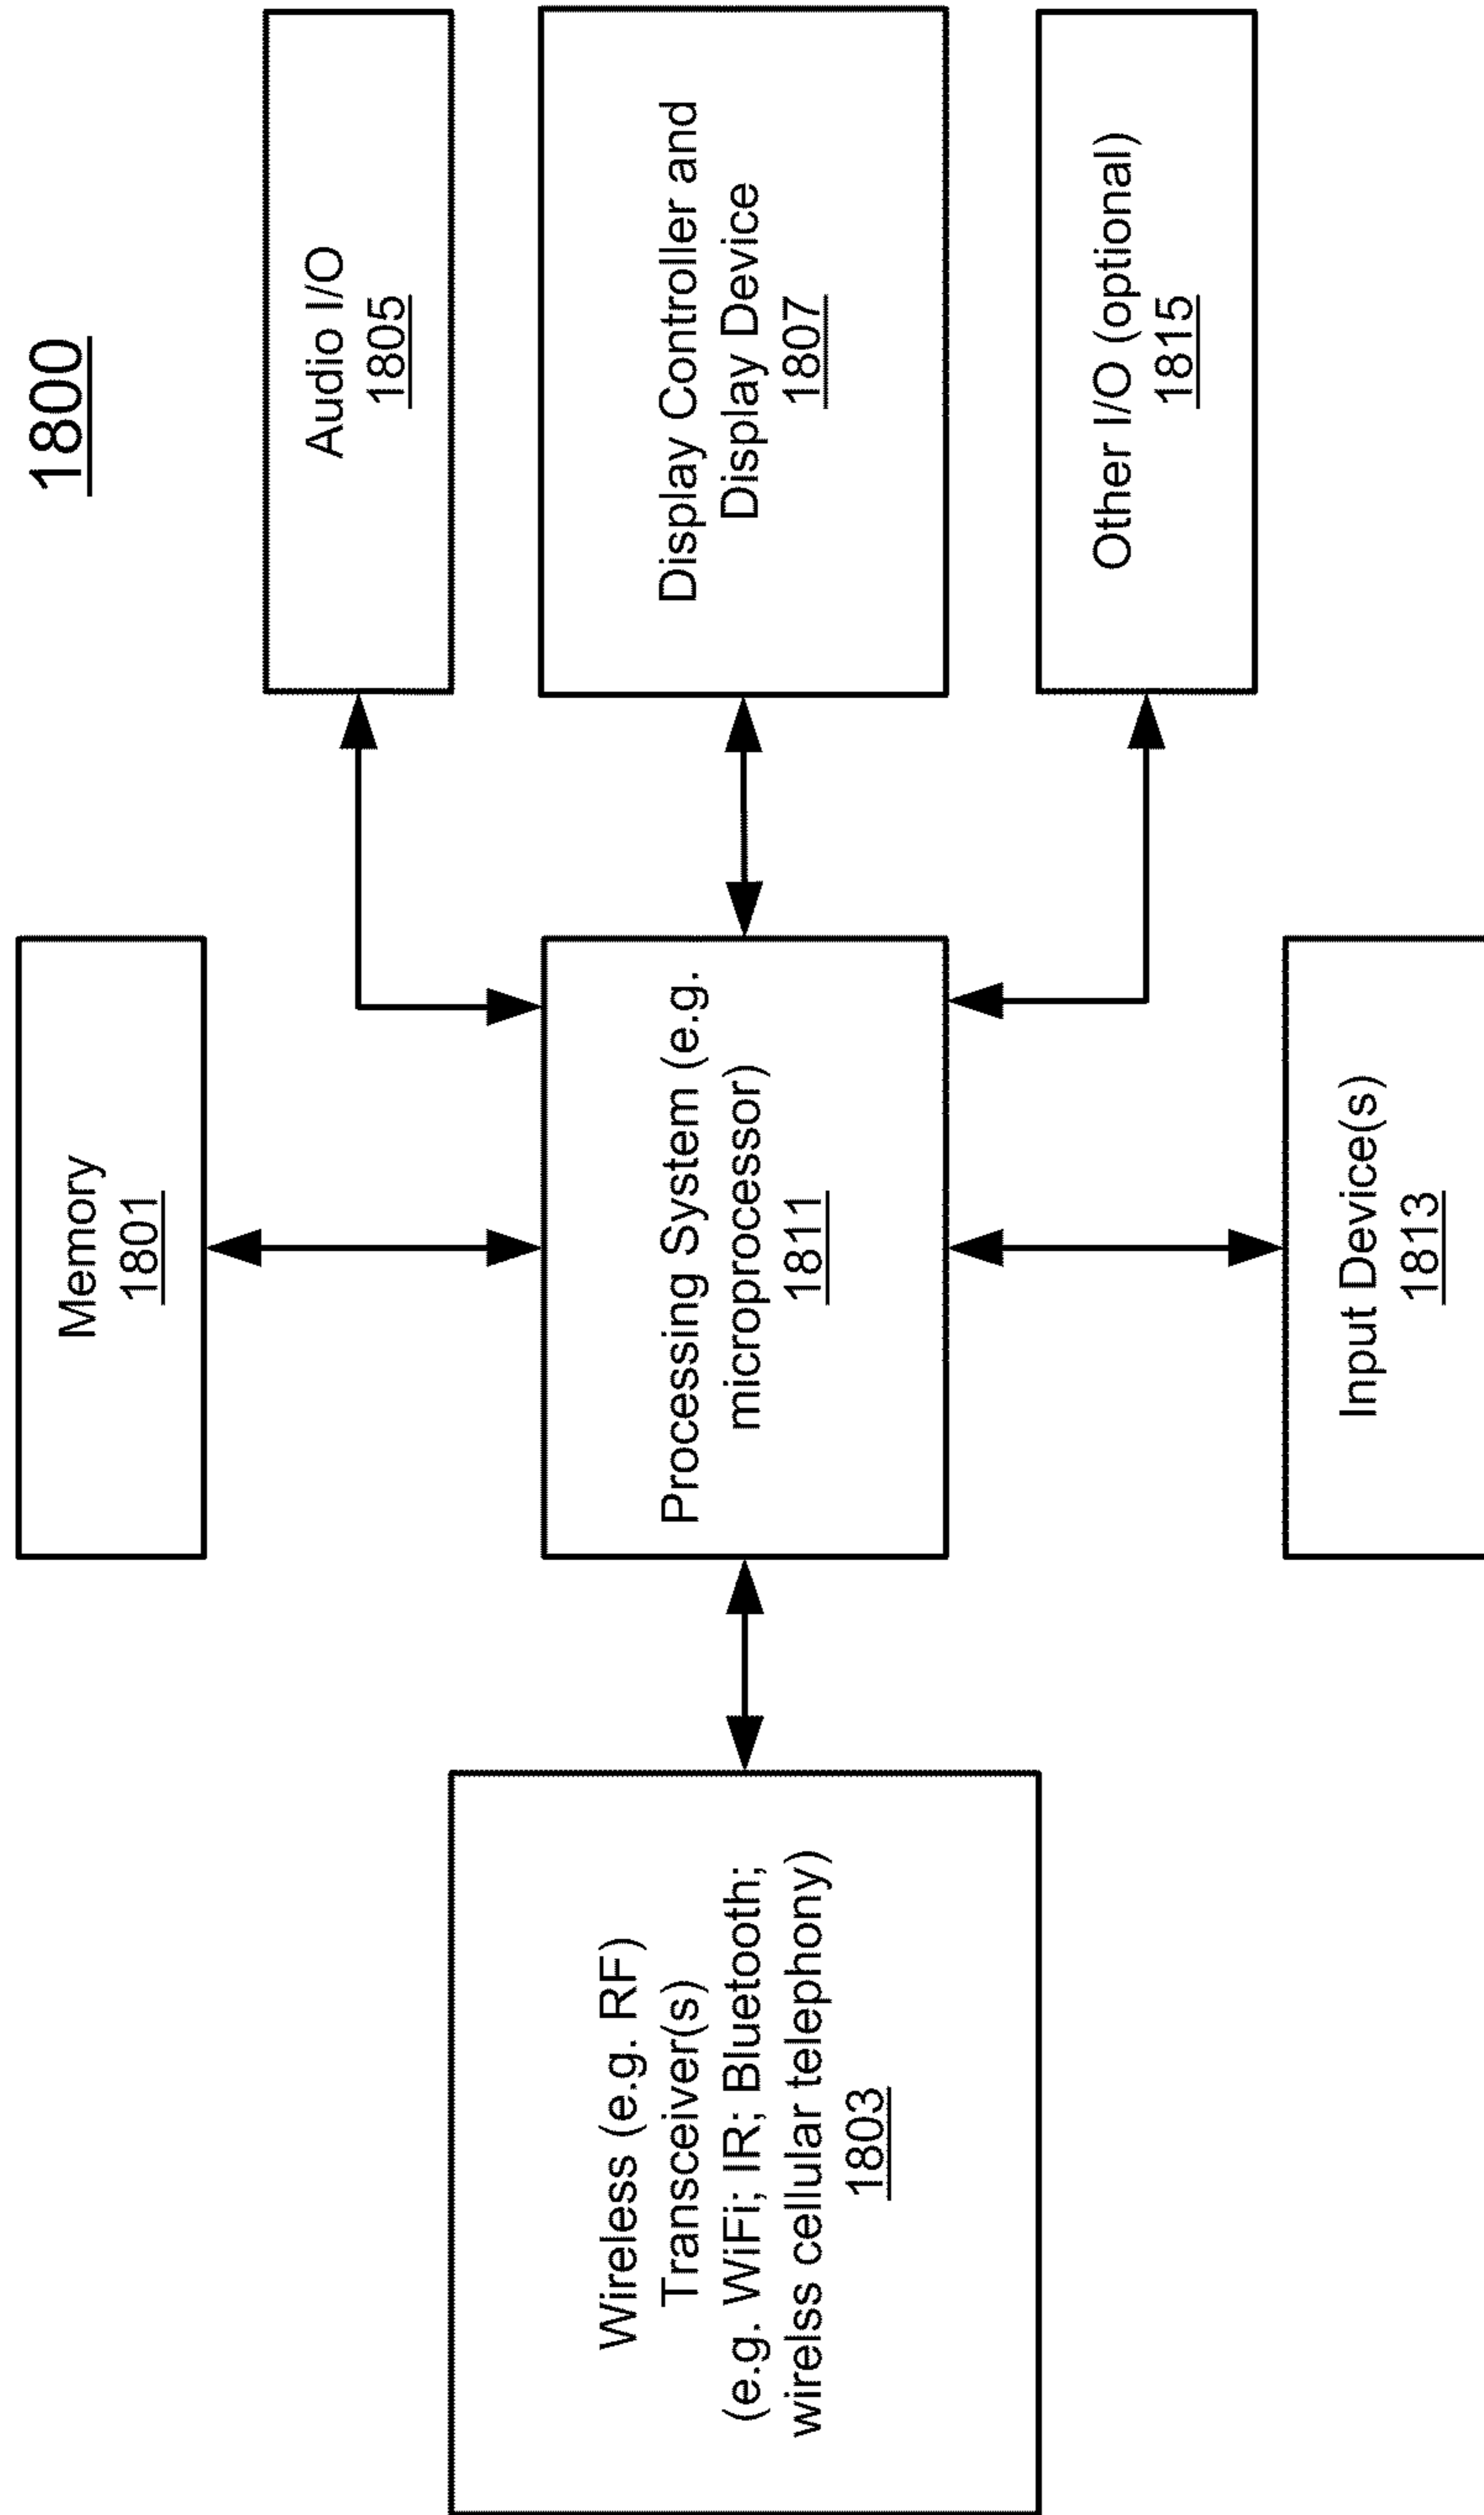 1800
Memory
1801
Audio I/O
1805
Wireless (e.g. RF)
Transceiver(s)
(e.g. WiFi; IR; Bluetooth;
wirelss cellular telephony)
1803
Processing System (e.g.
microprocessor)
1811
Display Controller and
Display Device
1807
Other I/O (optional)
1815
Input Device(s)
1813